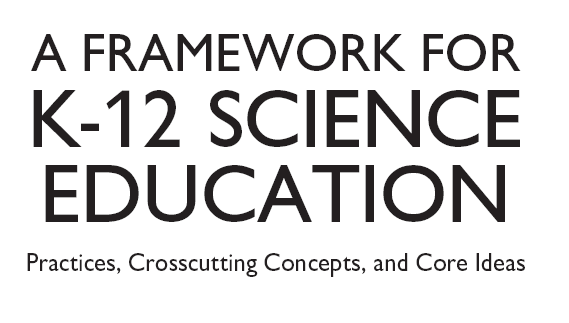 A FRAMEWORK FOR
K-12 SCIENCE
EDUCATION
Practices, Crosscutting Concepts, and Core Ideas